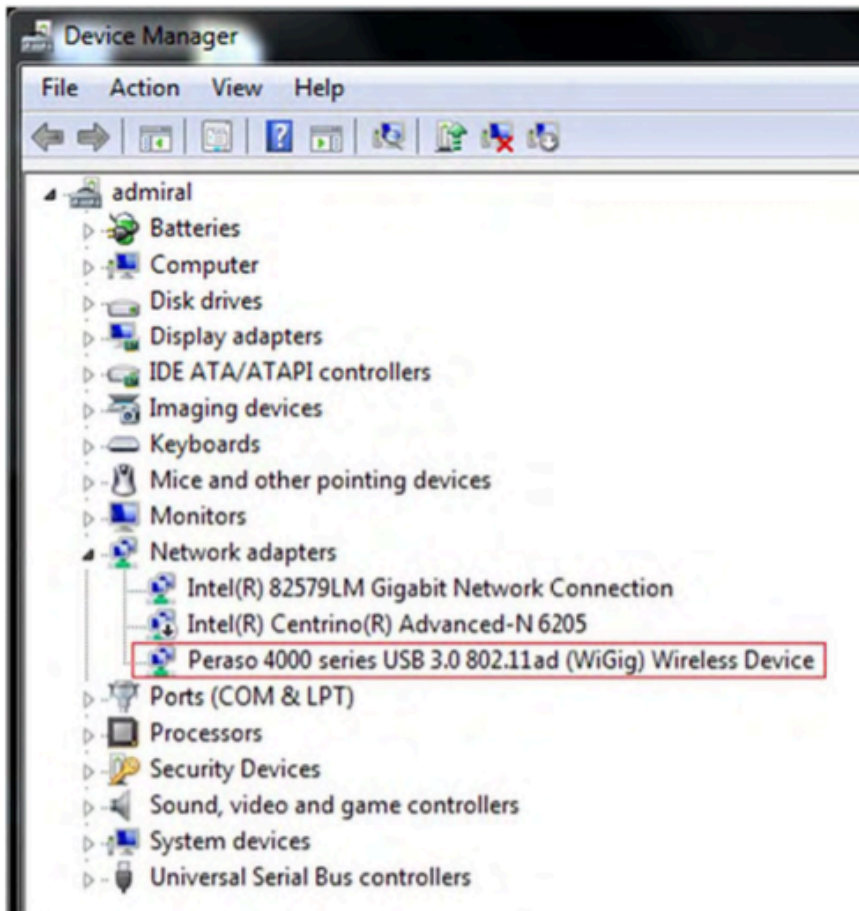 Device Manager
File Action View Help
admiral
Batteries
Computer
Disk drives
Display adapters
IDE ATA/ATAPI controllers
Imaging devices
Keyboards
Mice and other pointing devices
Monitors
Network adapters
Intel(R) 82579LM Gigabit Network Connection
Intel(R) Centrino(R) Advanced-N 6205
Peraso 4000 series USB 3.0 802.11ad (WiGig) Wireless Device
Ports (COM & LPT)
Processors
Security Devices
Sound, video and game controllers
System devices
Universal Serial Bus controllers